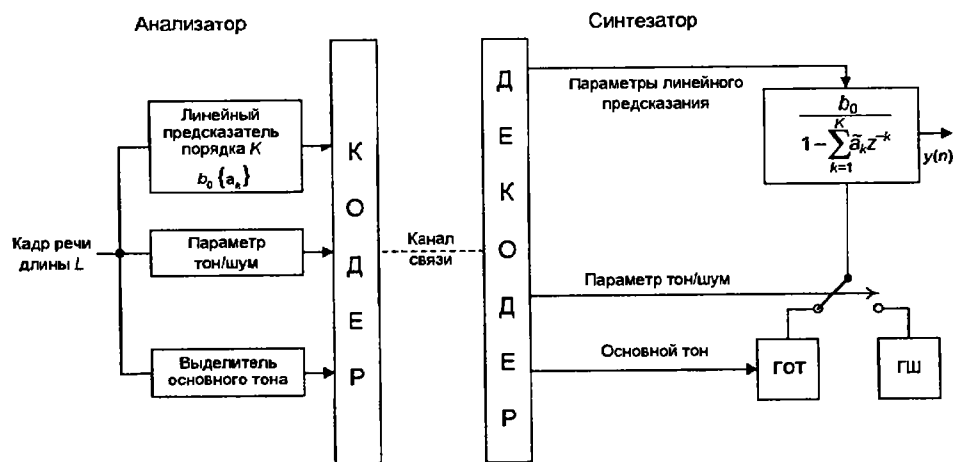 Анализатор
Синтезатор
Линейный
предсказатель
порядка K
b₀ {aₖ}
Кадр речи
длины L
Параметр
тон/шум
Выделитель
основного тона
К
О
Д
Е
Р
Канал
связи
Д
Е
К
О
Д
Е
Р
Параметры линейного
предсказания
b₀
K
1–∑ãₖz⁻ᵏ
k=1
y(n)
Параметр тон/шум
Основной тон
ГОТ
ГШ